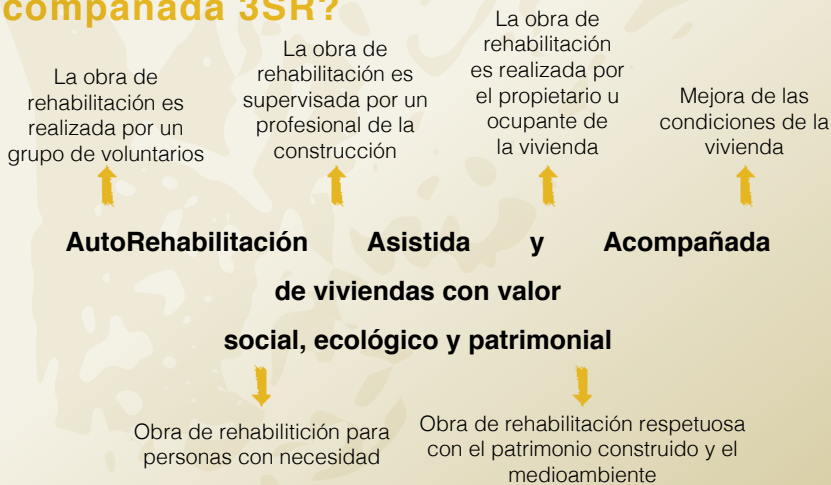 compañada 3SR?
La obra de
rehabilitación es
realizada por un
grupo de voluntarios
La obra de
rehabilitación es
supervisada por un
profesional de la
construcción
La obra de
rehabilitación
es realizada por
el propietario u
ocupante de
la vivienda
Mejora de las
condiciones de la
vivienda
AutoRehabilitación Asistida y Acompañada
de viviendas con valor
social, ecológico y patrimonial
Obra de rehabilitición para
personas con necesidad
Obra de rehabilitación respetuosa
con el patrimonio construido y el
medioambiente